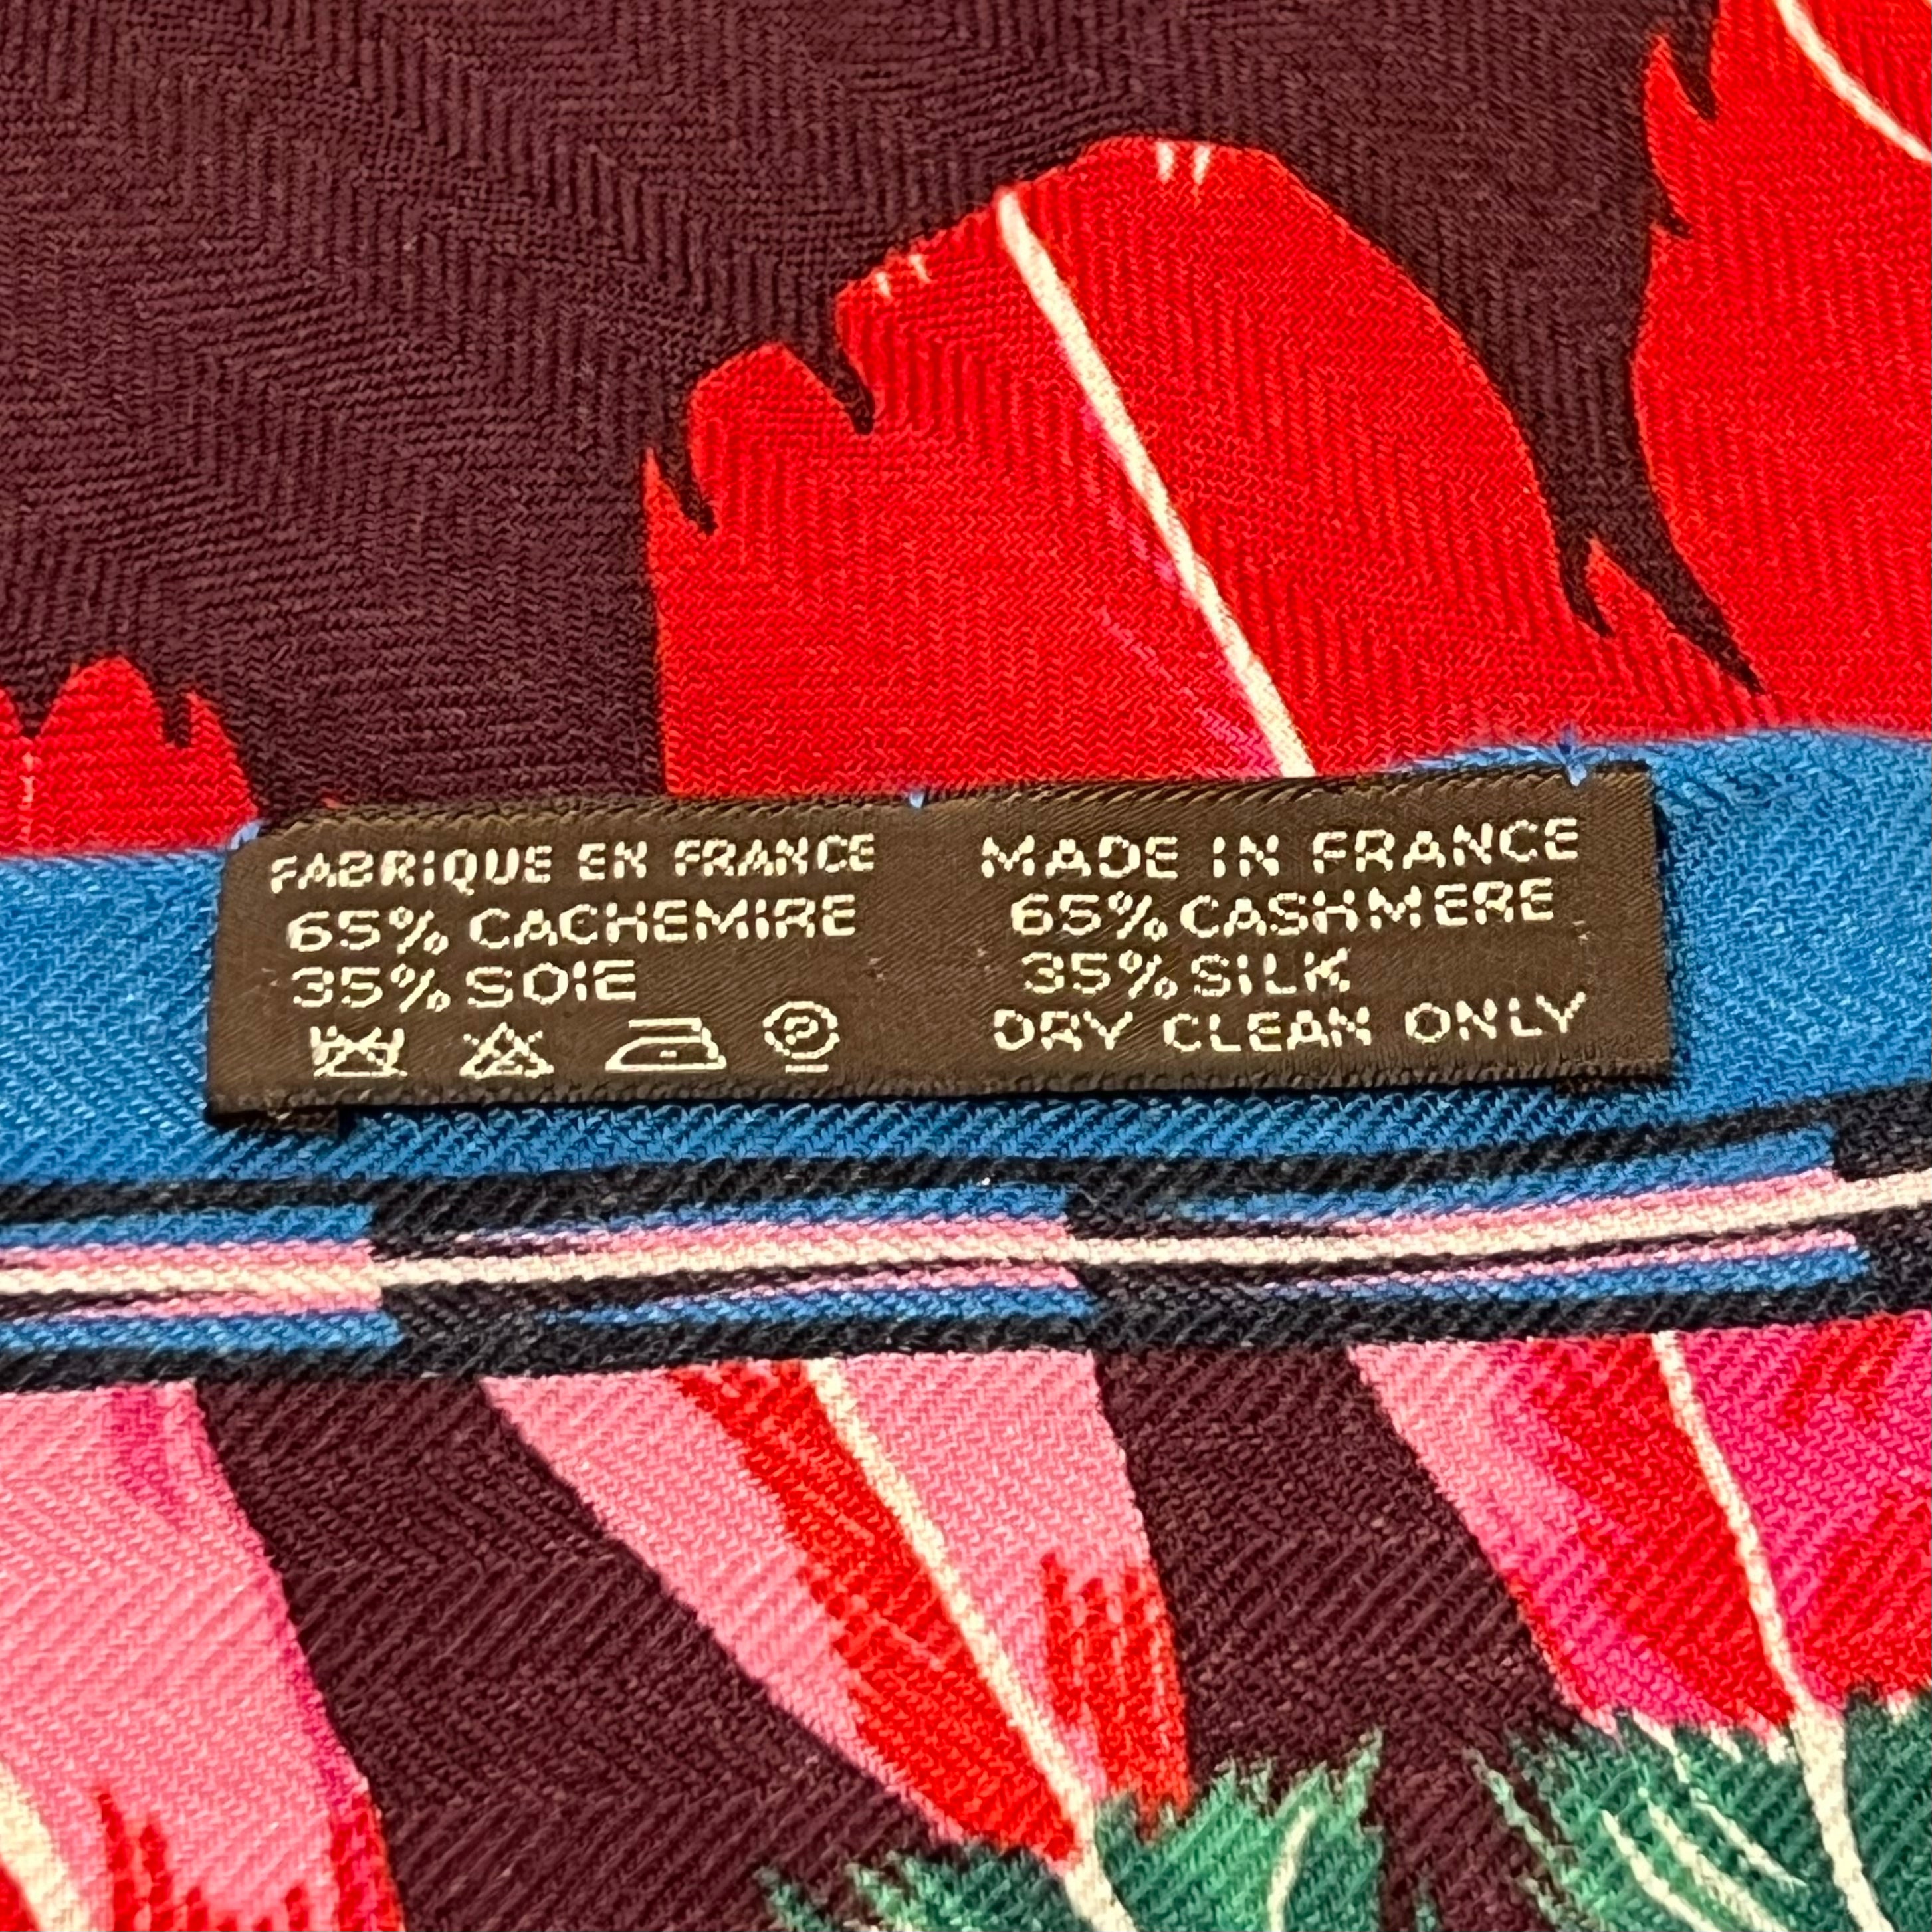 FABRIQUE EN FRANCE
65% CACHEMIRE
35% SOIE
MADE IN FRANCE
65% CASHMERE
35% SILK
DRY CLEAN ONLY